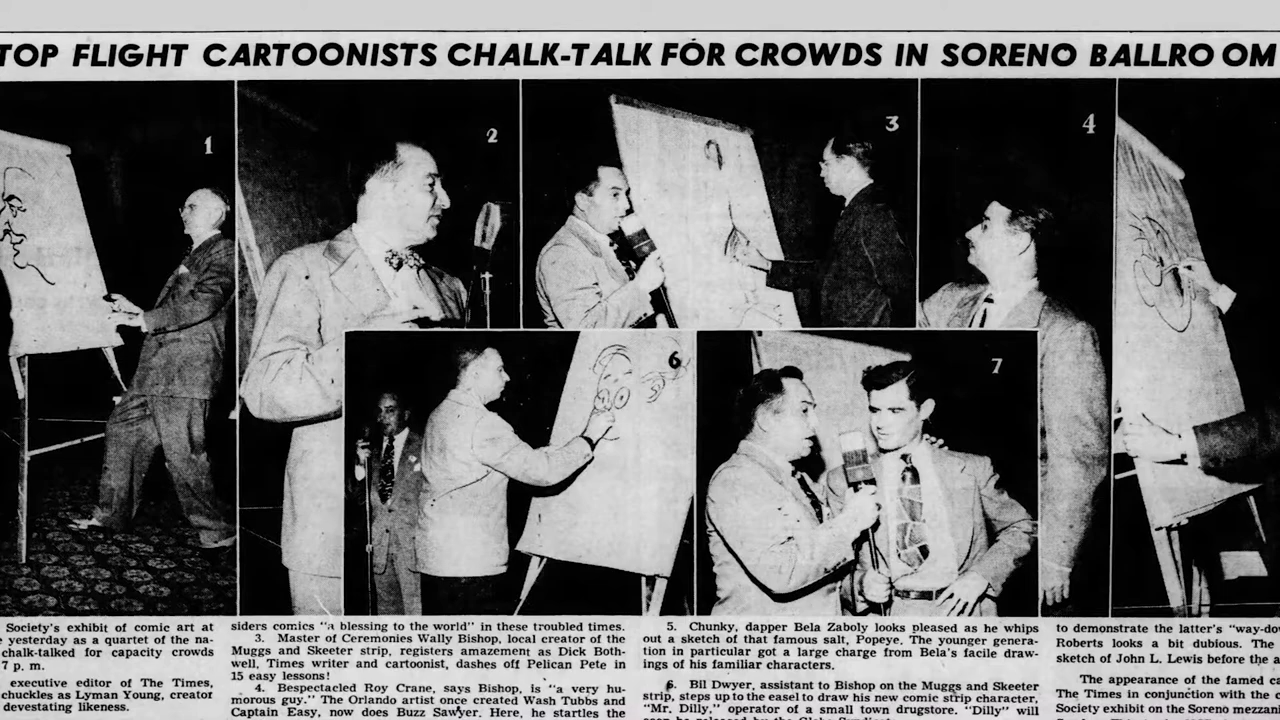 TOP FLIGHT CARTOONISTS CHALK-TALK FOR CROWDS IN SORENO BALLRO OM
1
2
3
4
6
7
Society's exhibit of comic art at
yesterday as a quartet of the na-
chalk-talked for capacity crowds
7 p. m.
executive editor of The Times,
chuckles as Lyman Young, creator
devestating likeness.
siders comics "a blessing to the world" in these troubled times.
3. Master of Ceremonies Wally Bishop, local creator of the
Muggs and Skeeter strip, registers amazement as Dick Both-
well, Times writer and cartoonist, dashes off Pelican Pete in
15 easy lessons!
4. Bespectacled Roy Crane, says Bishop, is "a very hu-
morous guy." The Orlando artist once created Wash Tubbs and
Captain Easy, now does Buzz Sawyer. Here, he startles the
5. Chunky, dapper Bela Zaboly looks pleased as he whips
out a sketch of that famous salt, Popeye. The younger genera-
tion in particular got a large charge from Bela's facile draw-
ings of his familiar characters.
6. Bil Dwyer, assistant to Bishop on the Muggs and Skeeter
strip, steps up to the easel to draw his new comic strip character,
"Mr. Dilly," operator of a small town drugstore. "Dilly" will
soon be released by the Globe Syndicate.
to demonstrate the latter's "way-dow
Roberts looks a bit dubious. The
sketch of John L. Lewis before the a
The appearance of the famed ca
The Times in conjunction with the
Society exhibit on the Soreno mezzan